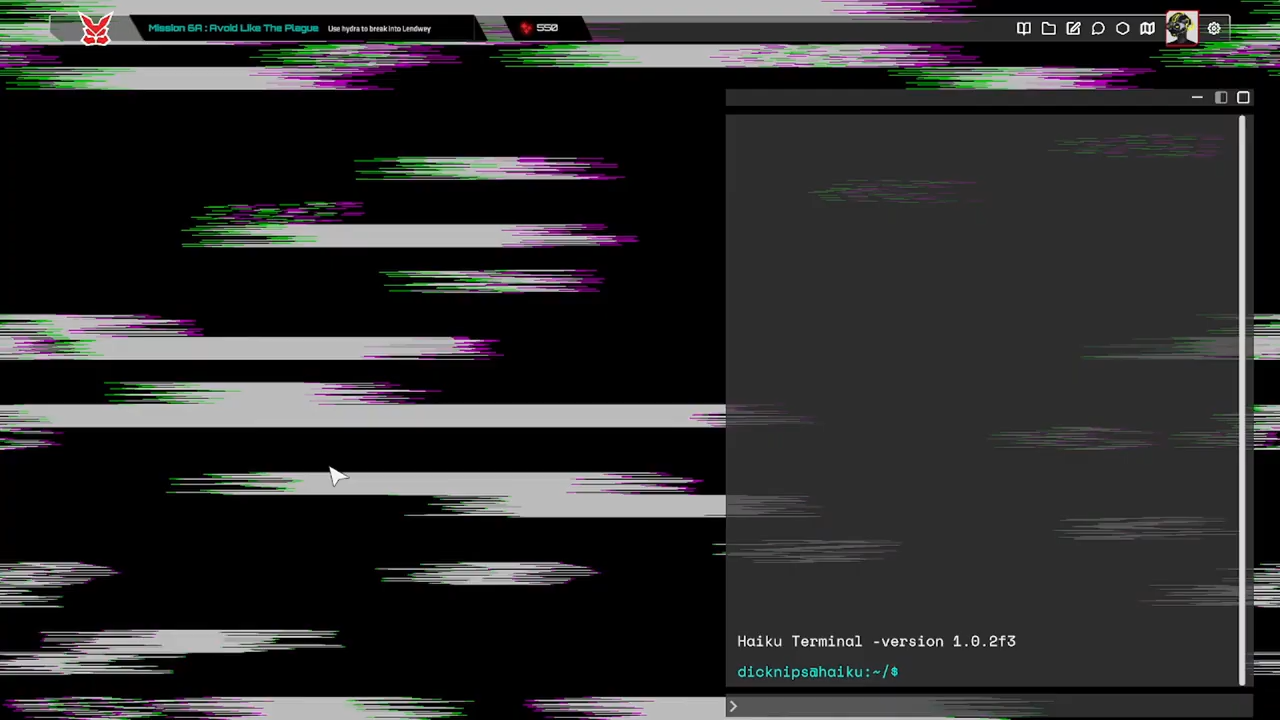 Mission 6A : Avoid Like The Plague Use hydra to break into Lendway 550
Haiku Terminal -version 1.0.2f3
dicknips@haiku:~/$
>